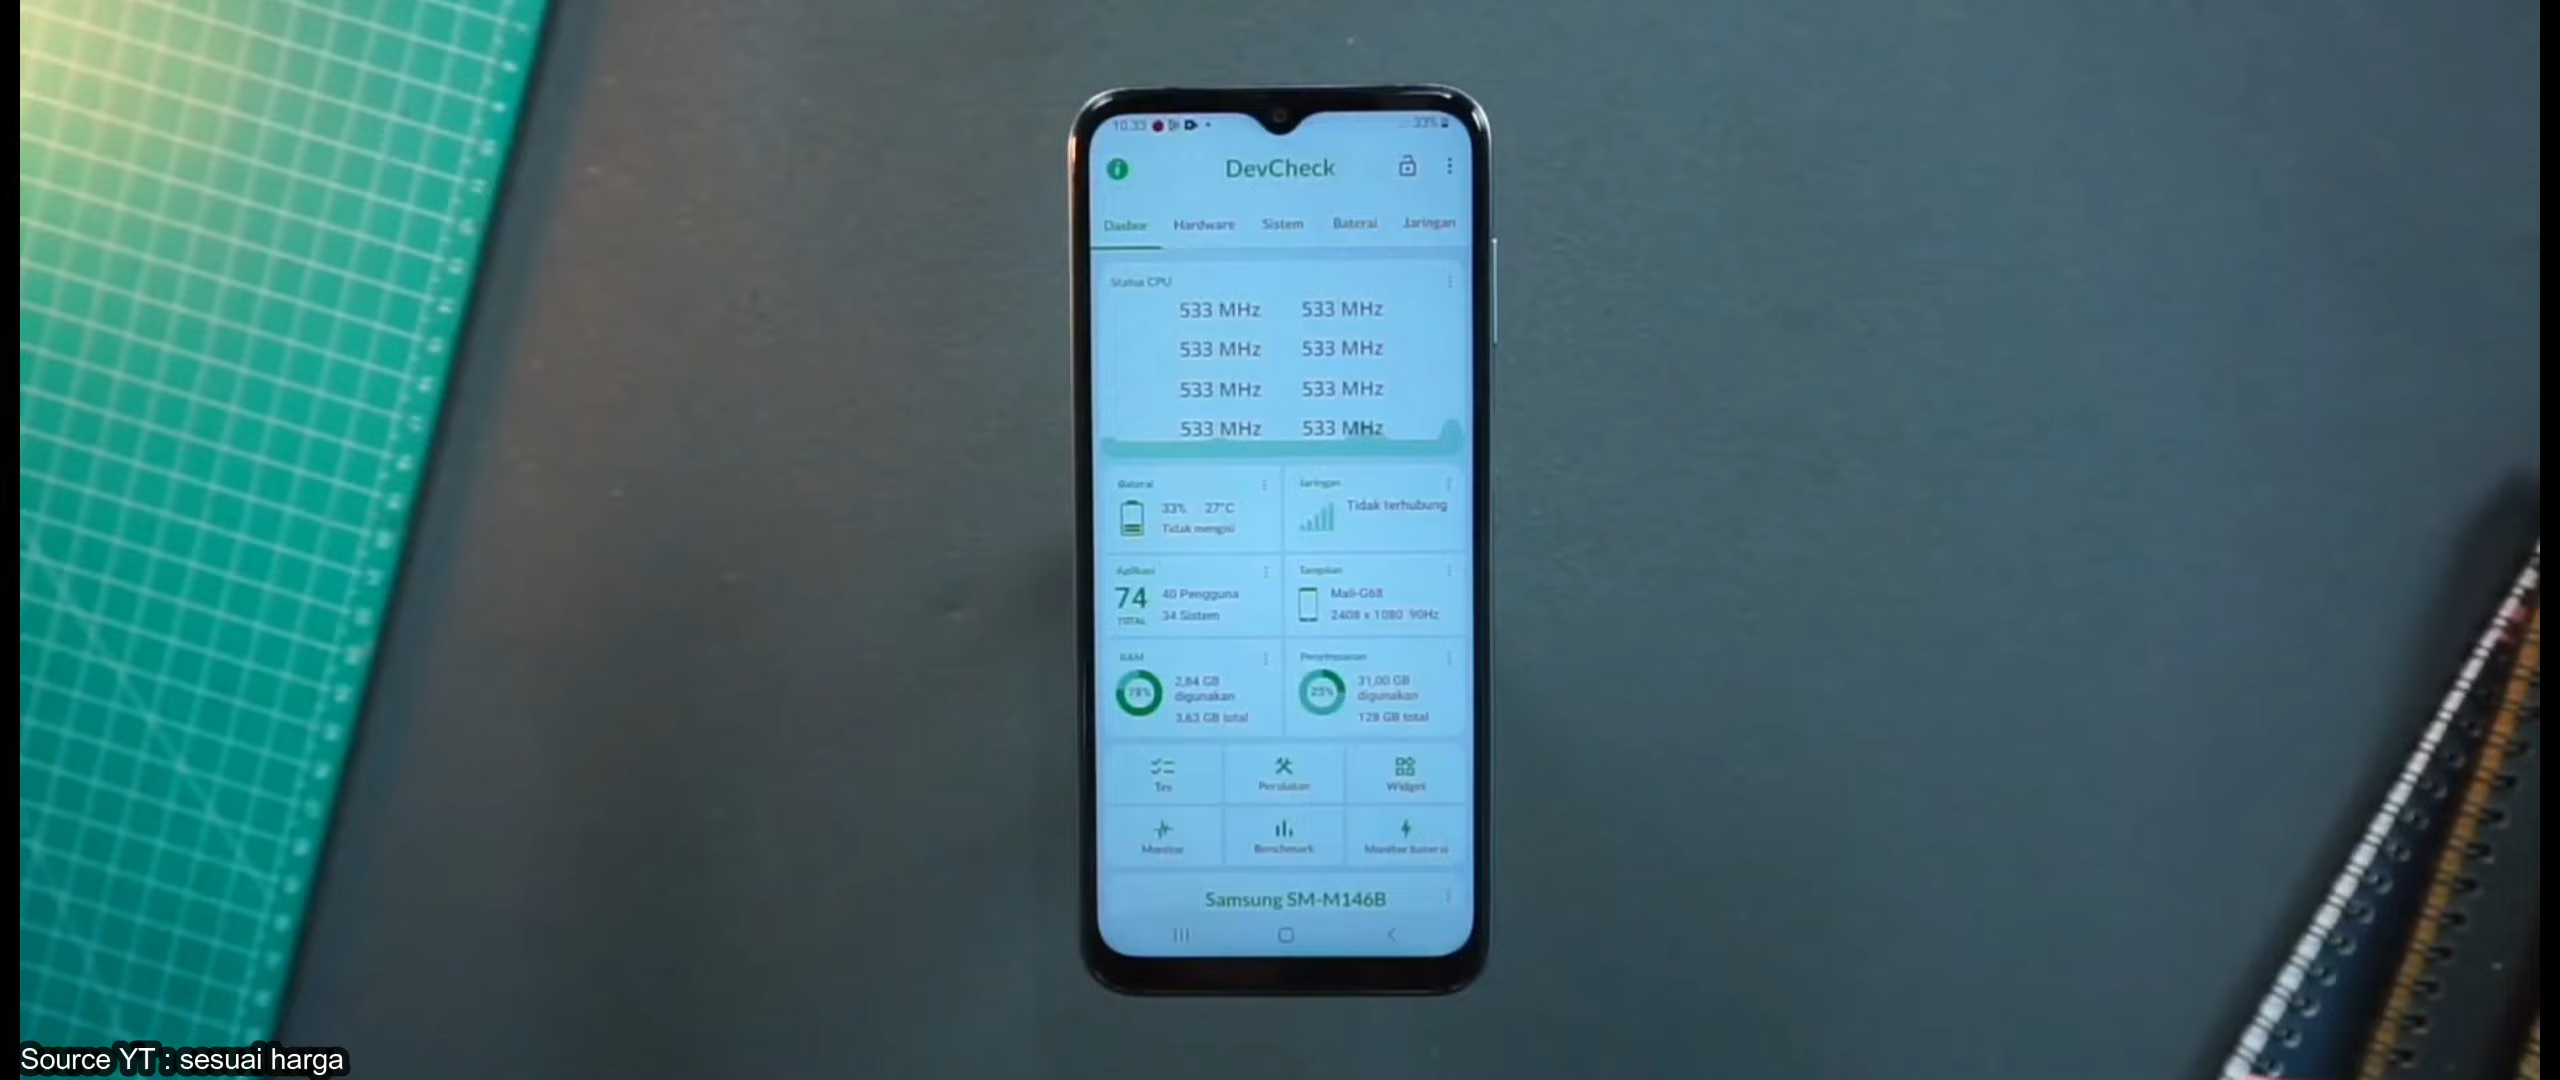 10.33
33%
DevCheck
Dasbor Hardware Sistem Baterai Jaringan
Status CPU
533 MHz 533 MHz
533 MHz 533 MHz
533 MHz 533 MHz
533 MHz 533 MHz
Baterai
33% 27°C
Tidak mengisi
Jaringan
Tidak terhubung
Aplikasi
74
TOTAL
40 Pengguna
34 Sistem
Tampilan
Mali-G68
2408 x 1080 90Hz
RAM
78%
2,84 GB
digunakan
3,63 GB total
Penyimpanan
25%
31,00 GB
digunakan
128 GB total
Tes Peralatan Widget
Monitor Benchmark Monitor baterai
Samsung SM-M146B
Source YT : sesuai harga